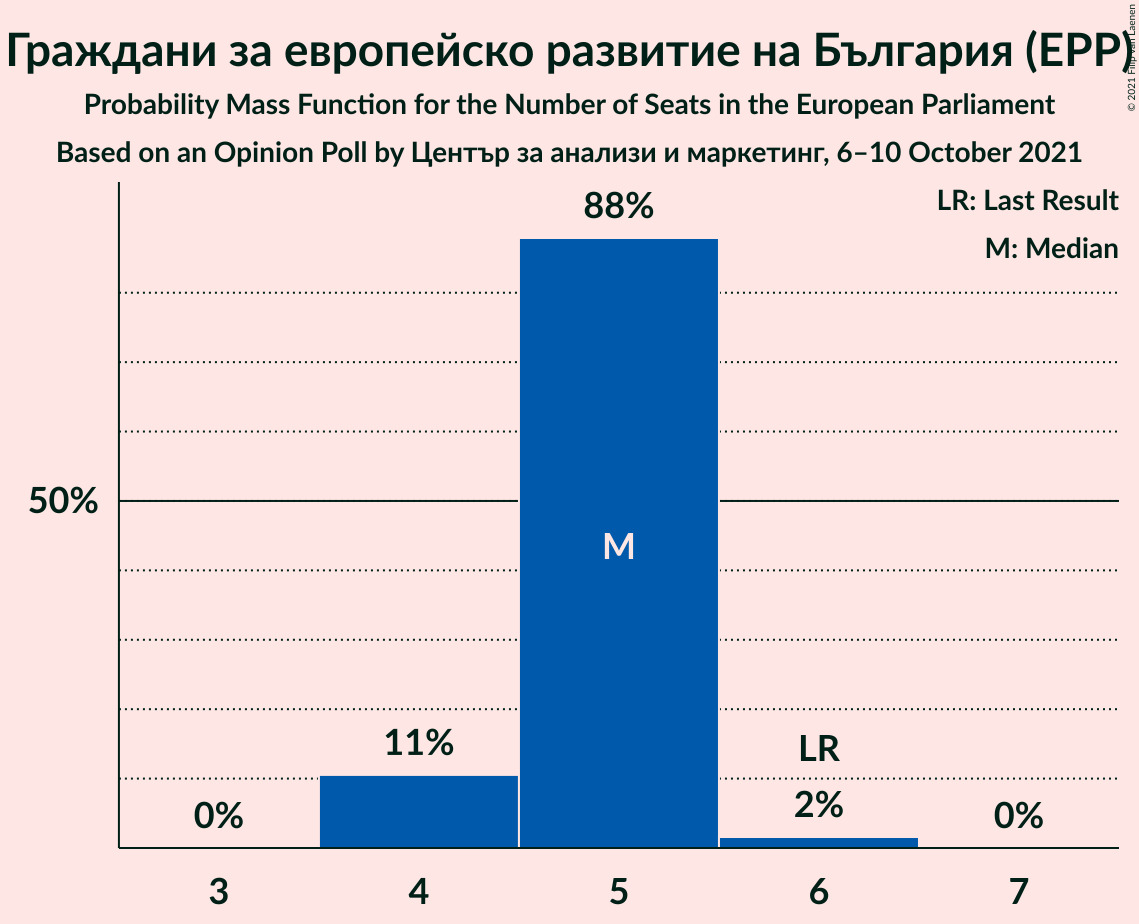 Граждани за европейско развитие на България (EPP)
© 2021 Filip van Laenen
Probability Mass Function for the Number of Seats in the European Parliament
Based on an Opinion Poll by Център за анализи и маркетинг, 6–10 October 2021
LR: Last Result
M: Median
88%
50%
M
11%
LR
0%
2%
0%
3 4 5 6 7